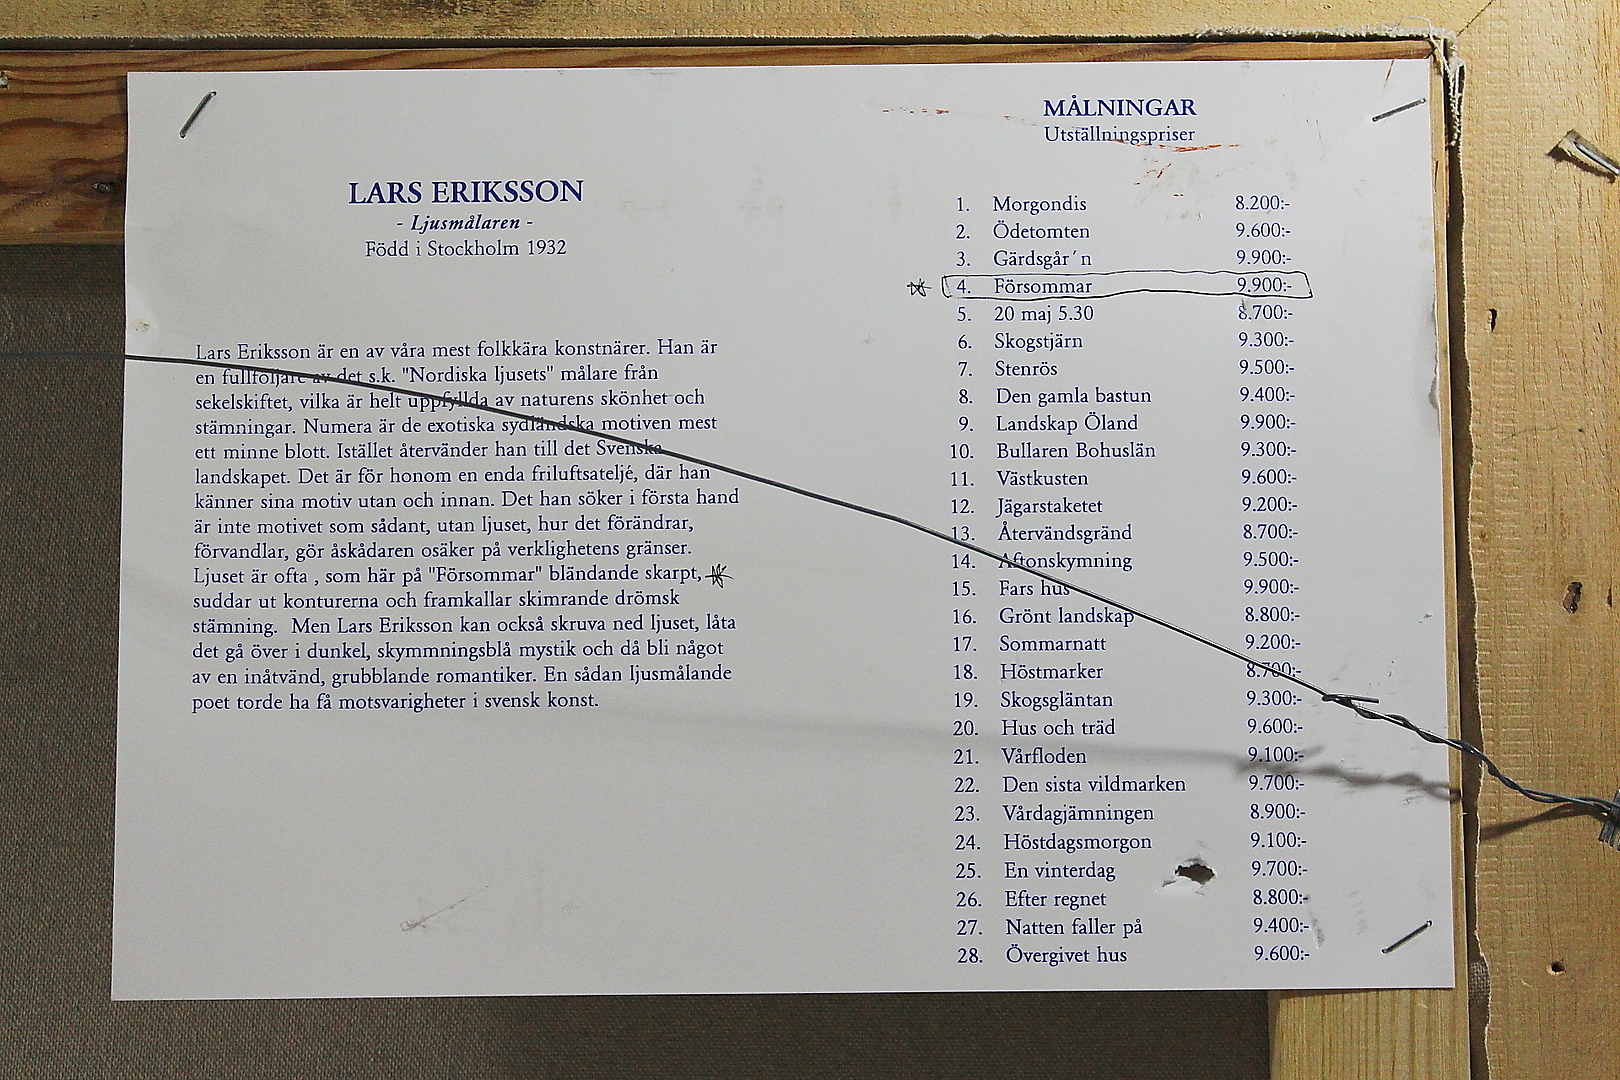 LARS ERIKSSON
- Ljusmålaren -
Född i Stockholm 1932
Lars Eriksson är en av våra mest folkkära konstnärer. Han är
en fullföljare av det s.k. "Nordiska ljusets" målare från
sekelskiftet, vilka är helt uppfyllda av naturens skönhet och
stämningar. Numera är de exotiska sydländska motiven mest
ett minne blott. Istället återvänder han till det Svenska
landskapet. Det är för honom en enda friluftsateljé, där han
känner sina motiv utan och innan. Det han söker i första hand
är inte motivet som sådant, utan ljuset, hur det förändrar,
förvandlar, gör åskådaren osäker på verklighetens gränser.
Ljuset är ofta , som här på "Försommar" bländande skarpt,
suddar ut konturerna och framkallar skimrande drömsk
stämning. Men Lars Eriksson kan också skruva ned ljuset, låta
det gå över i dunkel, skymmningsblå mystik och då bli något
av en inåtvänd, grubblande romantiker. En sådan ljusmålande
poet torde ha få motsvarigheter i svensk konst.
MÅLNINGAR
Utställningspriser
1. Morgondis 8.200:-
2. Ödetomten 9.600:-
3. Gärdsgår´n 9.900:-
4. Försommar 9.900:-
5. 20 maj 5.30 8.700:-
6. Skogstjärn 9.300:-
7. Stenrös 9.500:-
8. Den gamla bastun 9.400:-
9. Landskap Öland 9.900:-
10. Bullaren Bohuslän 9.300:-
11. Västkusten 9.600:-
12. Jägarstaketet 9.200:-
13. Återvändsgränd 8.700:-
14. Aftonskymning 9.500:-
15. Fars hus 9.900:-
16. Grönt landskap 8.800:-
17. Sommarnatt 9.200:-
18. Höstmarker 8.700:-
19. Skogsgläntan 9.300:-
20. Hus och träd 9.600:-
21. Vårfloden 9.100:-
22. Den sista vildmarken 9.700:-
23. Vårdagjämningen 8.900:-
24. Höstdagsmorgon 9.100:-
25. En vinterdag 9.700:-
26. Efter regnet 8.800:-
27. Natten faller på 9.400:-
28. Övergivet hus 9.600:-